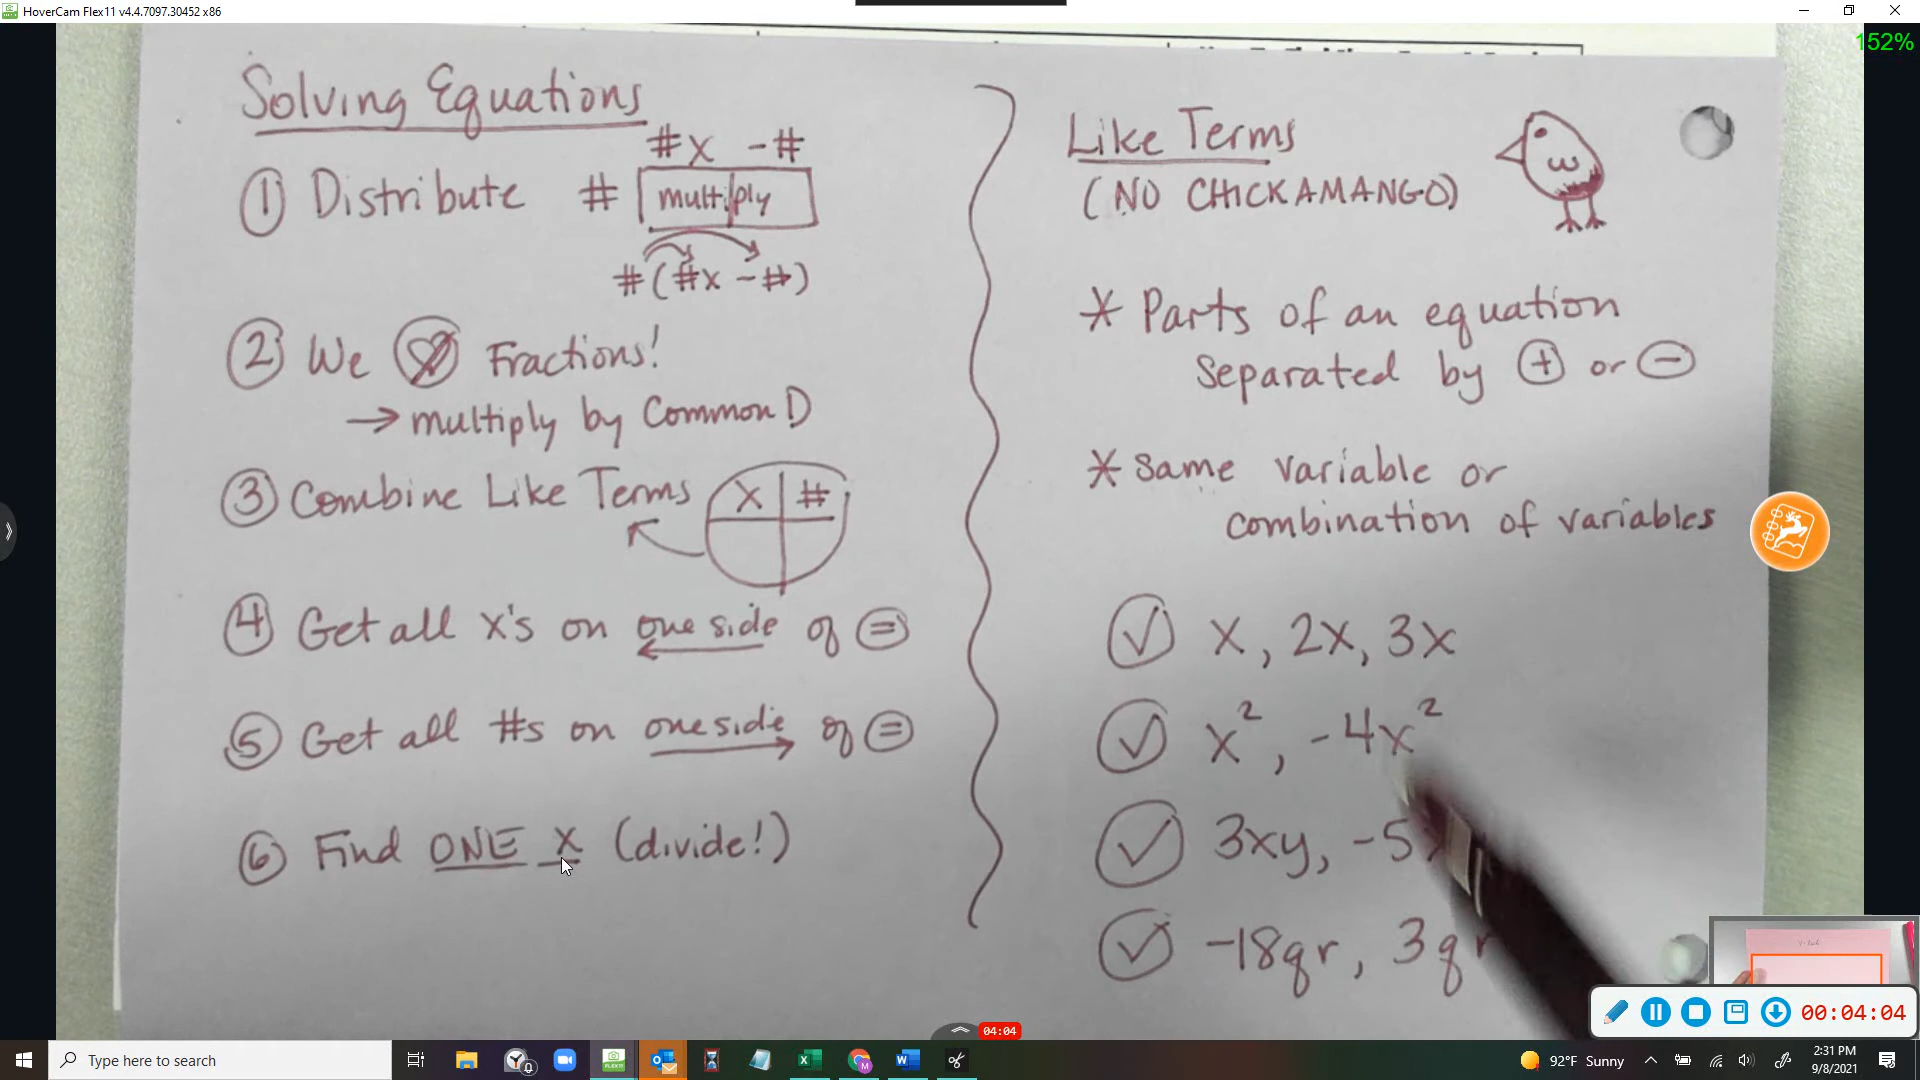 HoverCam Flex11 v4.4.7097.30452 x86
152%
Solving Equations
#x -#
① Distribute # multiply
#(#x -#)
② We Fractions!
→ multiply by Common D
③ Combine Like Terms X #
④ Get all x's on one side of =
⑤ Get all #s on one side of =
⑥ Find ONE x (divide!)
Like Terms
(NO CHICKAMANGO)
* Parts of an equation
separated by + or -
* same variable or
combination of variables
✓ x, 2x, 3x
✓ x², -4x²
✓ 3xy, -5
✓ -18qr, 3qr
00:04:04
04:04
Type here to search
92°F Sunny
2:31 PM
9/8/2021